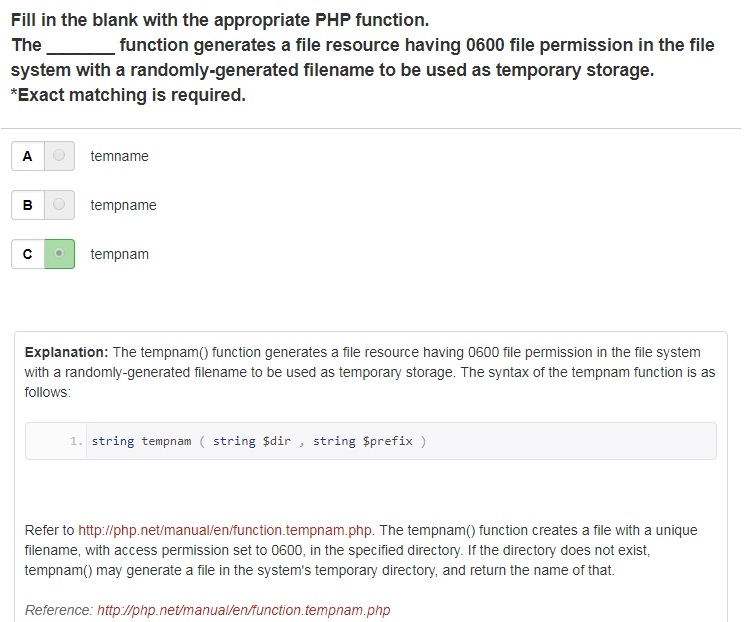 Fill in the blank with the appropriate PHP function.
The _______ function generates a file resource having 0600 file permission in the file
system with a randomly-generated filename to be used as temporary storage.
*Exact matching is required.
A temname
B tempname
C tempnam
Explanation: The tempnam() function generates a file resource having 0600 file permission in the file system
with a randomly-generated filename to be used as temporary storage. The syntax of the tempnam function is as
follows:
1. string tempnam ( string $dir , string $prefix )
Refer to http://php.net/manual/en/function.tempnam.php. The tempnam() function creates a file with a unique
filename, with access permission set to 0600, in the specified directory. If the directory does not exist,
tempnam() may generate a file in the system's temporary directory, and return the name of that.
Reference: http://php.net/manual/en/function.tempnam.php